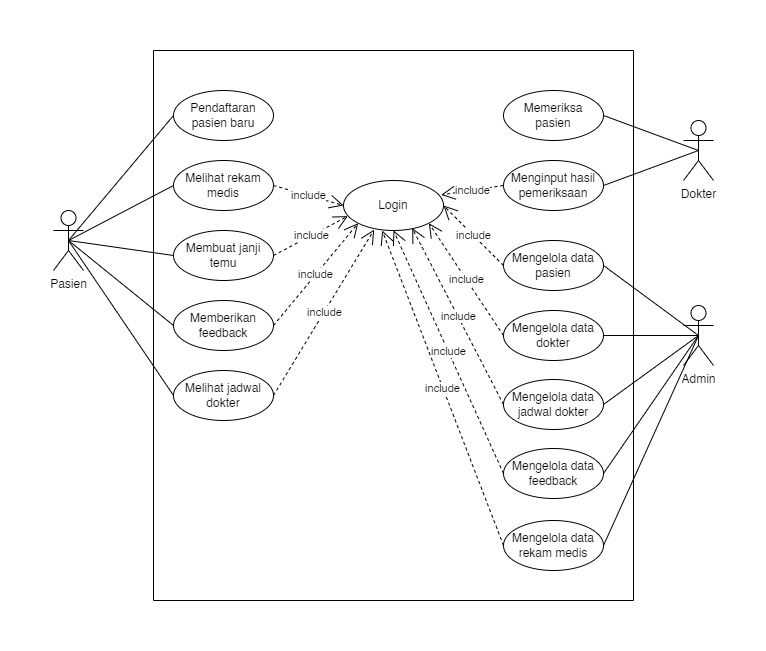 Pendaftaran
pasien baru
Melihat rekam
medis
Membuat janji
temu
Memberikan
feedback
Melihat jadwal
dokter
Pasien
include
include
include
include
Login
include
include
include
include
include
include
Memeriksa
pasien
Menginput hasil
pemeriksaan
Mengelola data
pasien
Mengelola data
dokter
Mengelola data
jadwal dokter
Mengelola data
feedback
Mengelola data
rekam medis
Dokter
Admin